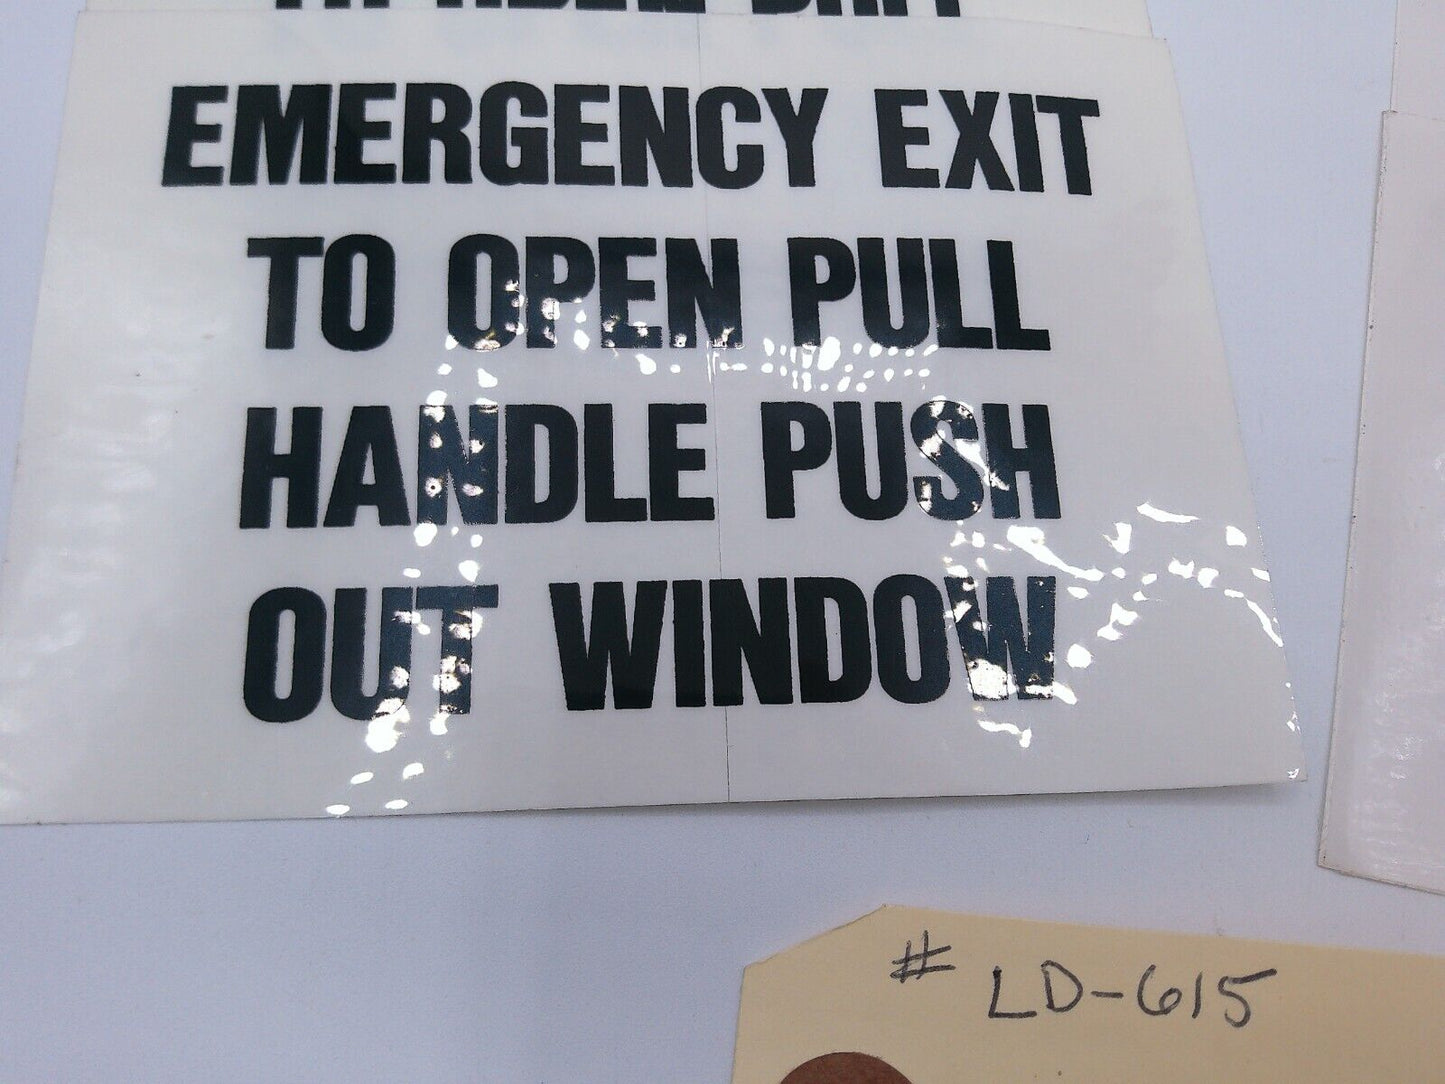 EMERGENCY EXIT
TO OPEN PULL
HANDLE PUSH
OUT WINDOW
# LD-615